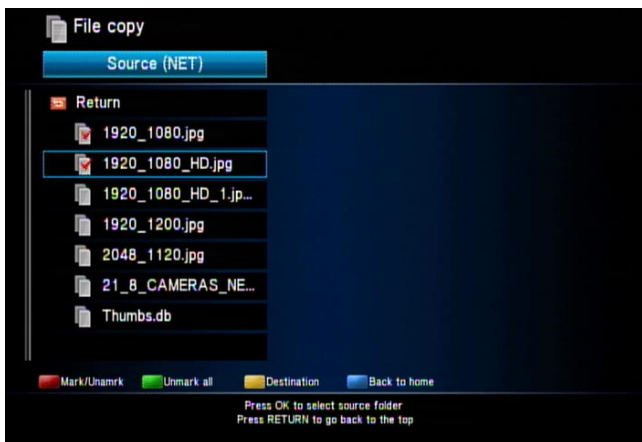 File copy
Source (NET)
Return
1920_1080.jpg
1920_1080_HD.jpg
1920_1080_HD_1.jp...
1920_1200.jpg
2048_1120.jpg
21_8_CAMERAS_NE...
Thumbs.db
Mark/Unamrk Unmark all Destination Back to home
Press OK to select source folder
Press RETURN to go back to the top